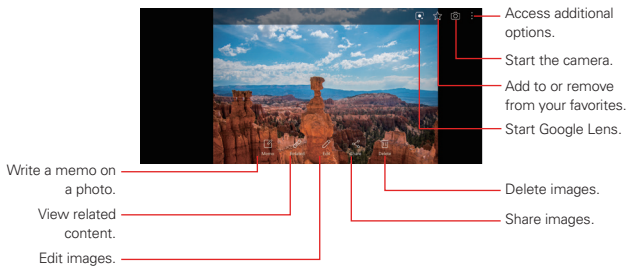 Access additional
options.
Start the camera.
Add to or remove
from your favorites.
Start Google Lens.
Memo
Edit
Share
Delete
Write a memo on
a photo.
View related
content.
Edit images.
Delete images.
Share images.